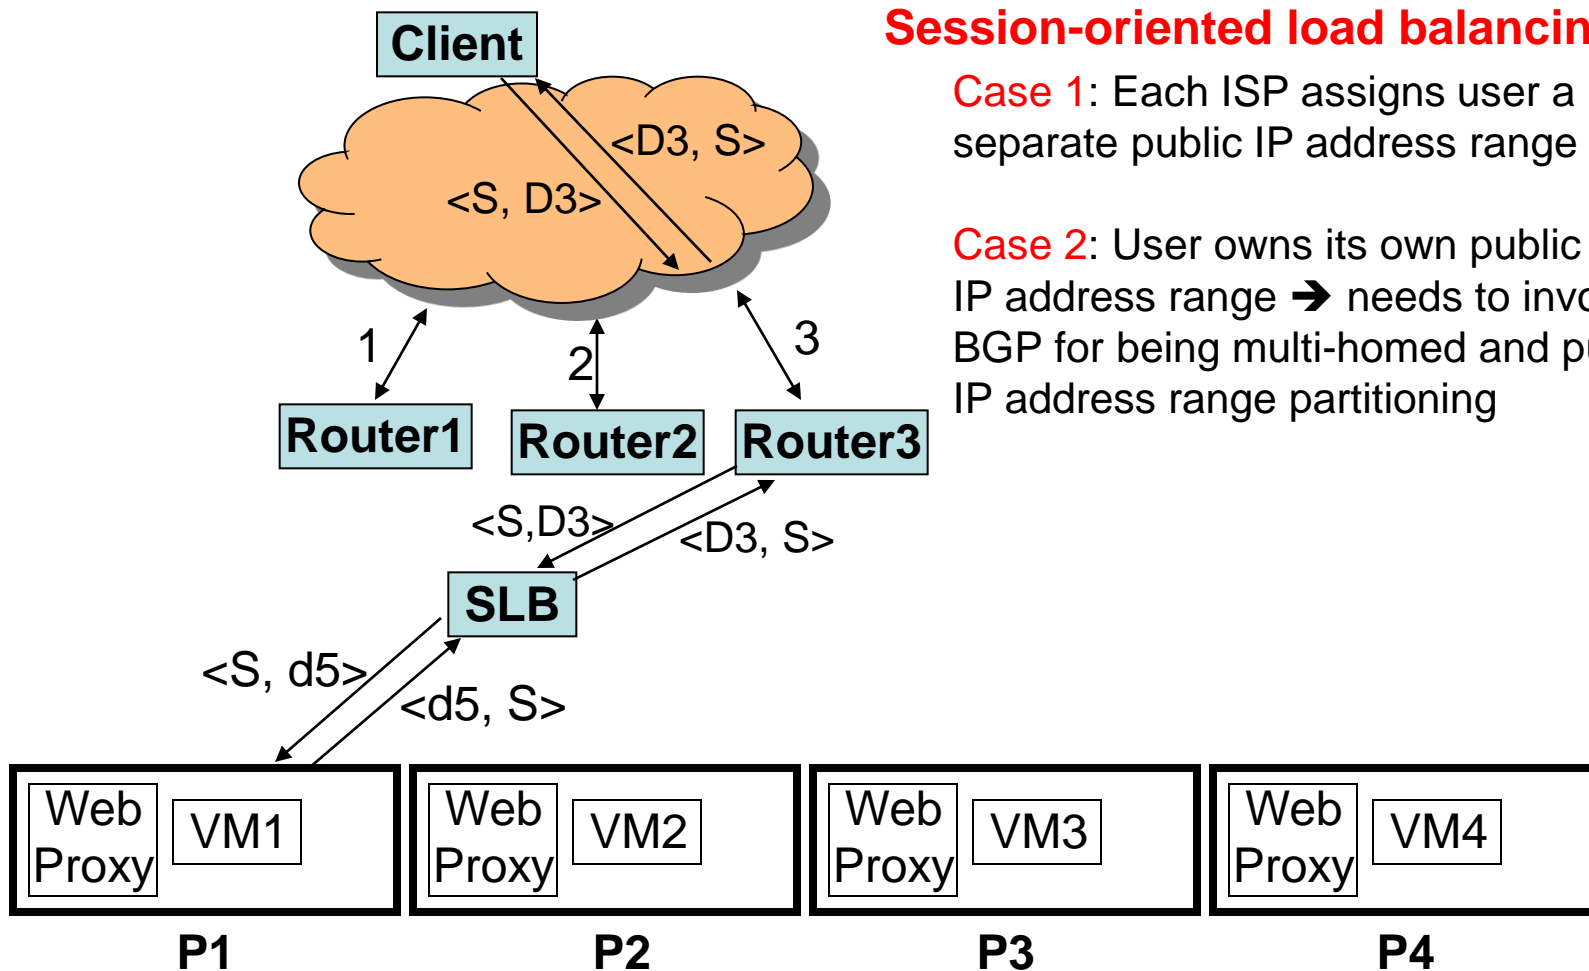 Session-oriented load balancin
Client
Case 1: Each ISP assigns user a
separate public IP address range
<D3, S>
<S, D3>
Case 2: User owns its own public
IP address range ➔ needs to invo
BGP for being multi-homed and pu
IP address range partitioning
1
2
3
Router1
Router2
Router3
<S,D3>
<D3, S>
SLB
<S, d5>
<d5, S>
Web
Proxy
VM1
Web
Proxy
VM2
Web
Proxy
VM3
Web
Proxy
VM4
P1
P2
P3
P4